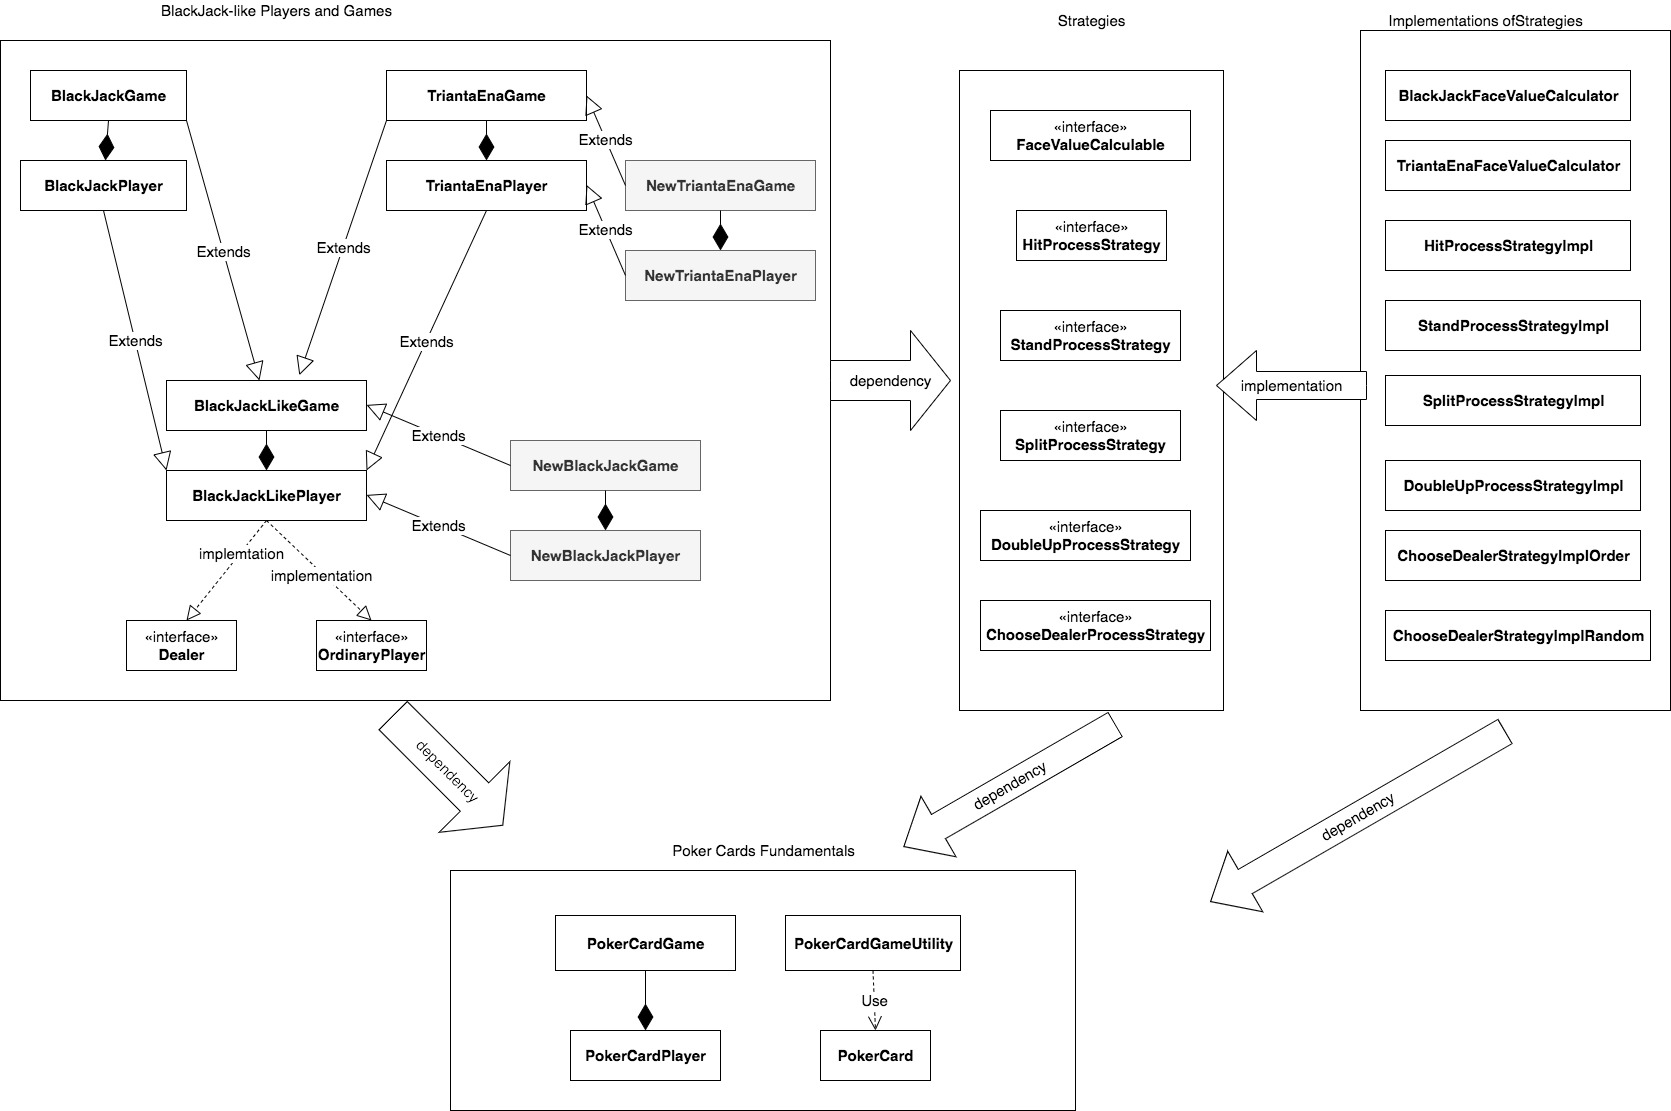 BlackJack-like Players and Games
BlackJackGame
TriantaEnaGame
Extends
BlackJackPlayer
TriantaEnaPlayer
NewTriantaEnaGame
Extends
Extends
Extends
NewTriantaEnaPlayer
Extends
Extends
BlackJackLikeGame
Extends
NewBlackJackGame
BlackJackLikePlayer
Extends
NewBlackJackPlayer
implemtation
implementation
«interface»
Dealer
«interface»
OrdinaryPlayer
dependency
Strategies
«interface»
FaceValueCalculable
«interface»
HitProcessStrategy
«interface»
StandProcessStrategy
«interface»
SplitProcessStrategy
«interface»
DoubleUpProcessStrategy
«interface»
ChooseDealerProcessStrategy
implementation
Implementations ofStrategies
BlackJackFaceValueCalculator
TriantaEnaFaceValueCalculator
HitProcessStrategyImpl
StandProcessStrategyImpl
SplitProcessStrategyImpl
DoubleUpProcessStrategyImpl
ChooseDealerStrategyImplOrder
ChooseDealerStrategyImplRandom
dependency
dependency
dependency
Poker Cards Fundamentals
PokerCardGame
PokerCardGameUtility
Use
PokerCardPlayer
PokerCard